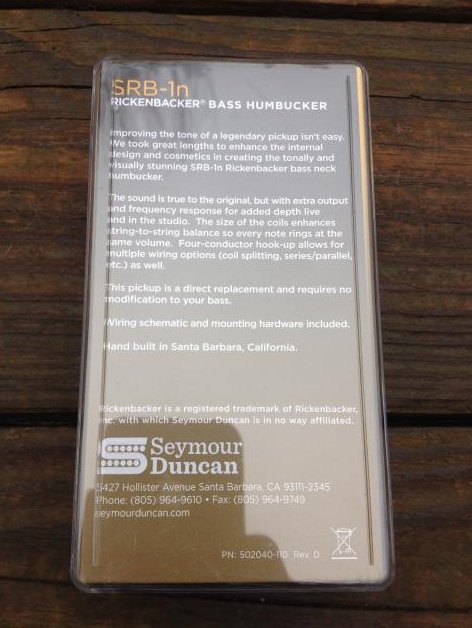 SRB-1n
RICKENBACKER® BASS HUMBUCKER
Improving the tone of a legendary pickup isn't easy.
We took great lengths to enhance the internal
design and cosmetics in creating the tonally and
visually stunning SRB-1n Rickenbacker bass neck
humbucker.
The sound is true to the original, but with extra output
and frequency response for added depth live
and in the studio. The size of the coils enhances
string-to-string balance so every note rings at the
same volume. Four-conductor hook-up allows for
multiple wiring options (coil splitting, series/parallel,
etc.) as well.
This pickup is a direct replacement and requires no
modification to your bass.
Wiring schematic and mounting hardware included.
Hand built in Santa Barbara, California.
Rickenbacker is a registered trademark of Rickenbacker,
Inc. with which Seymour Duncan is in no way affiliated.
Seymour
Duncan
5427 Hollister Avenue Santa Barbara, CA 93111-2345
Phone: (805) 964-9610 • Fax: (805) 964-9749
seymourduncan.com
PN: 502040-110 Rev. D